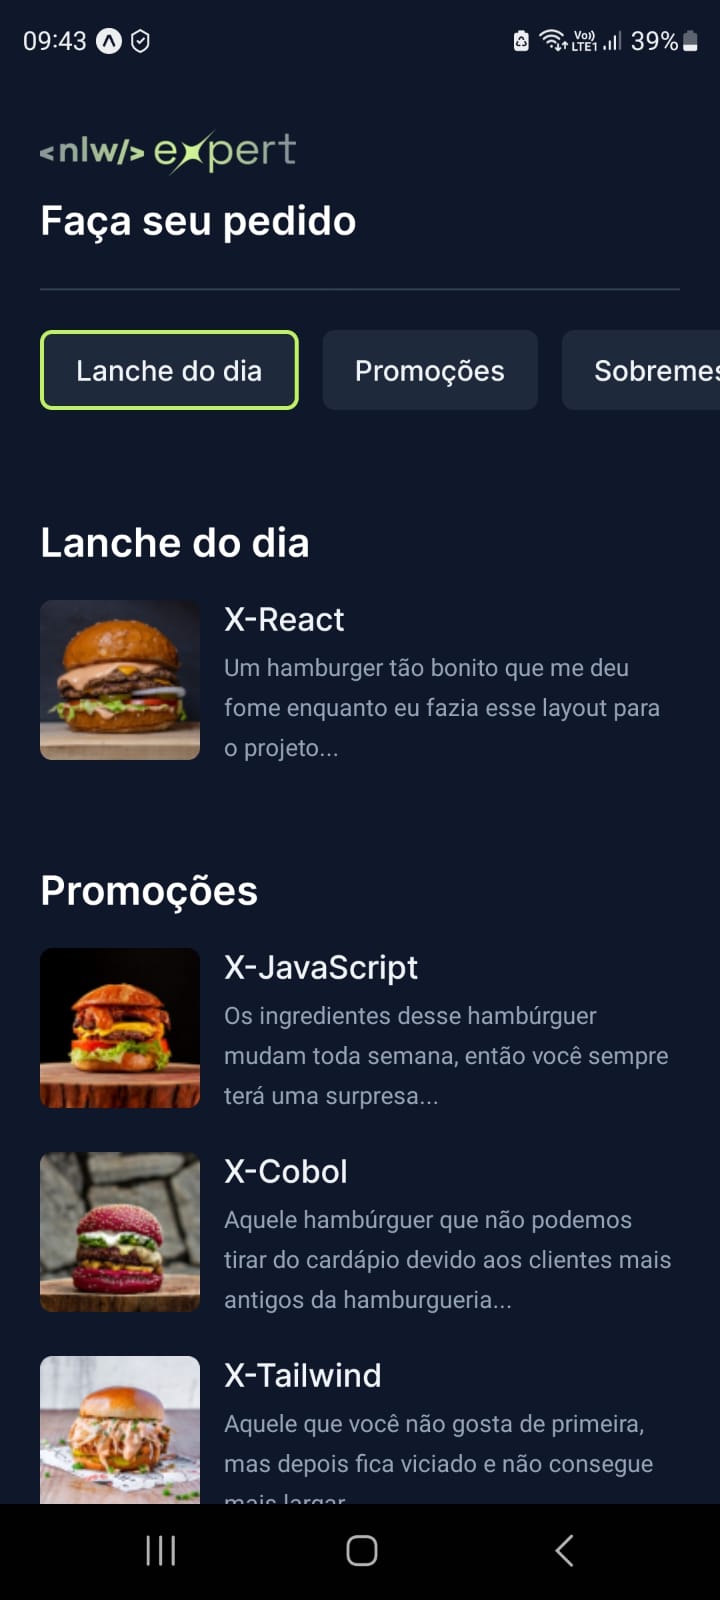 09:43
Vo)) LTE1 39%
<nlw/> expert
Faça seu pedido
Lanche do dia Promoções Sobremes
Lanche do dia
X-React
Um hamburger tão bonito que me deu
fome enquanto eu fazia esse layout para
o projeto...
Promoções
X-JavaScript
Os ingredientes desse hambúrguer
mudam toda semana, então você sempre
terá uma surpresa...
X-Cobol
Aquele hambúrguer que não podemos
tirar do cardápio devido aos clientes mais
antigos da hamburgueria...
X-Tailwind
Aquele que você não gosta de primeira,
mas depois fica viciado e não consegue
mais largar